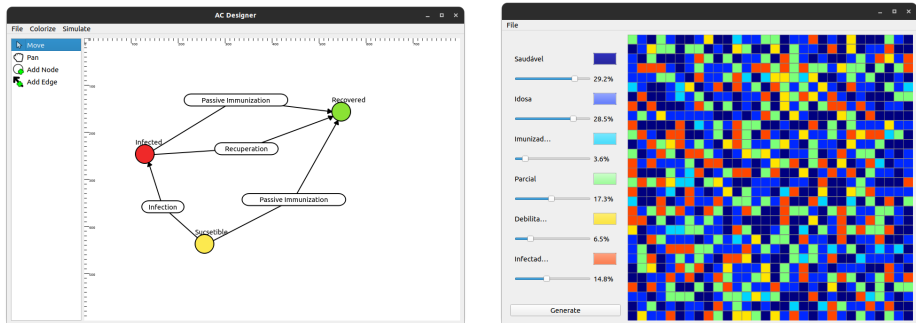 AC Designer
File Colorize Simulate
Move
Pan
Add Node
Add Edge
Passive Immunization
Recovered
Infected
Recuperation
Passive Immunization
Infection
Sucsetible
File
Saudável
29.2%
Idosa
28.5%
Imunizad...
3.6%
Parcial
17.3%
Debilita...
6.5%
Infectad...
14.8%
Generate